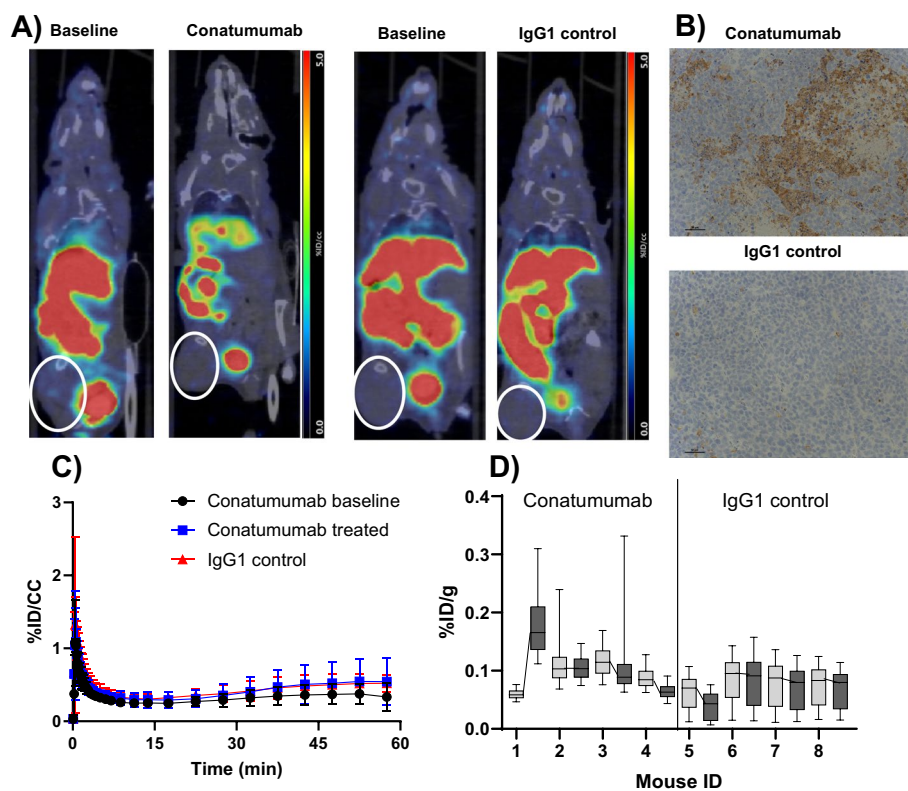 A)
Baseline
Conatumumab
Baseline
IgG1 control
5.0
%ID/cc
0.0
5.0
%ID/cc
0.0
B)
Conatumumab
IgG1 control
C)
Conatumumab baseline
Conatumumab treated
IgG1 control
%ID/CC
3
2
1
0
0
15
30
45
60
Time (min)
D)
Conatumumab
IgG1 control
%ID/g
0.4
0.3
0.2
0.1
0.0
1 2 3 4 5 6 7 8
Mouse ID